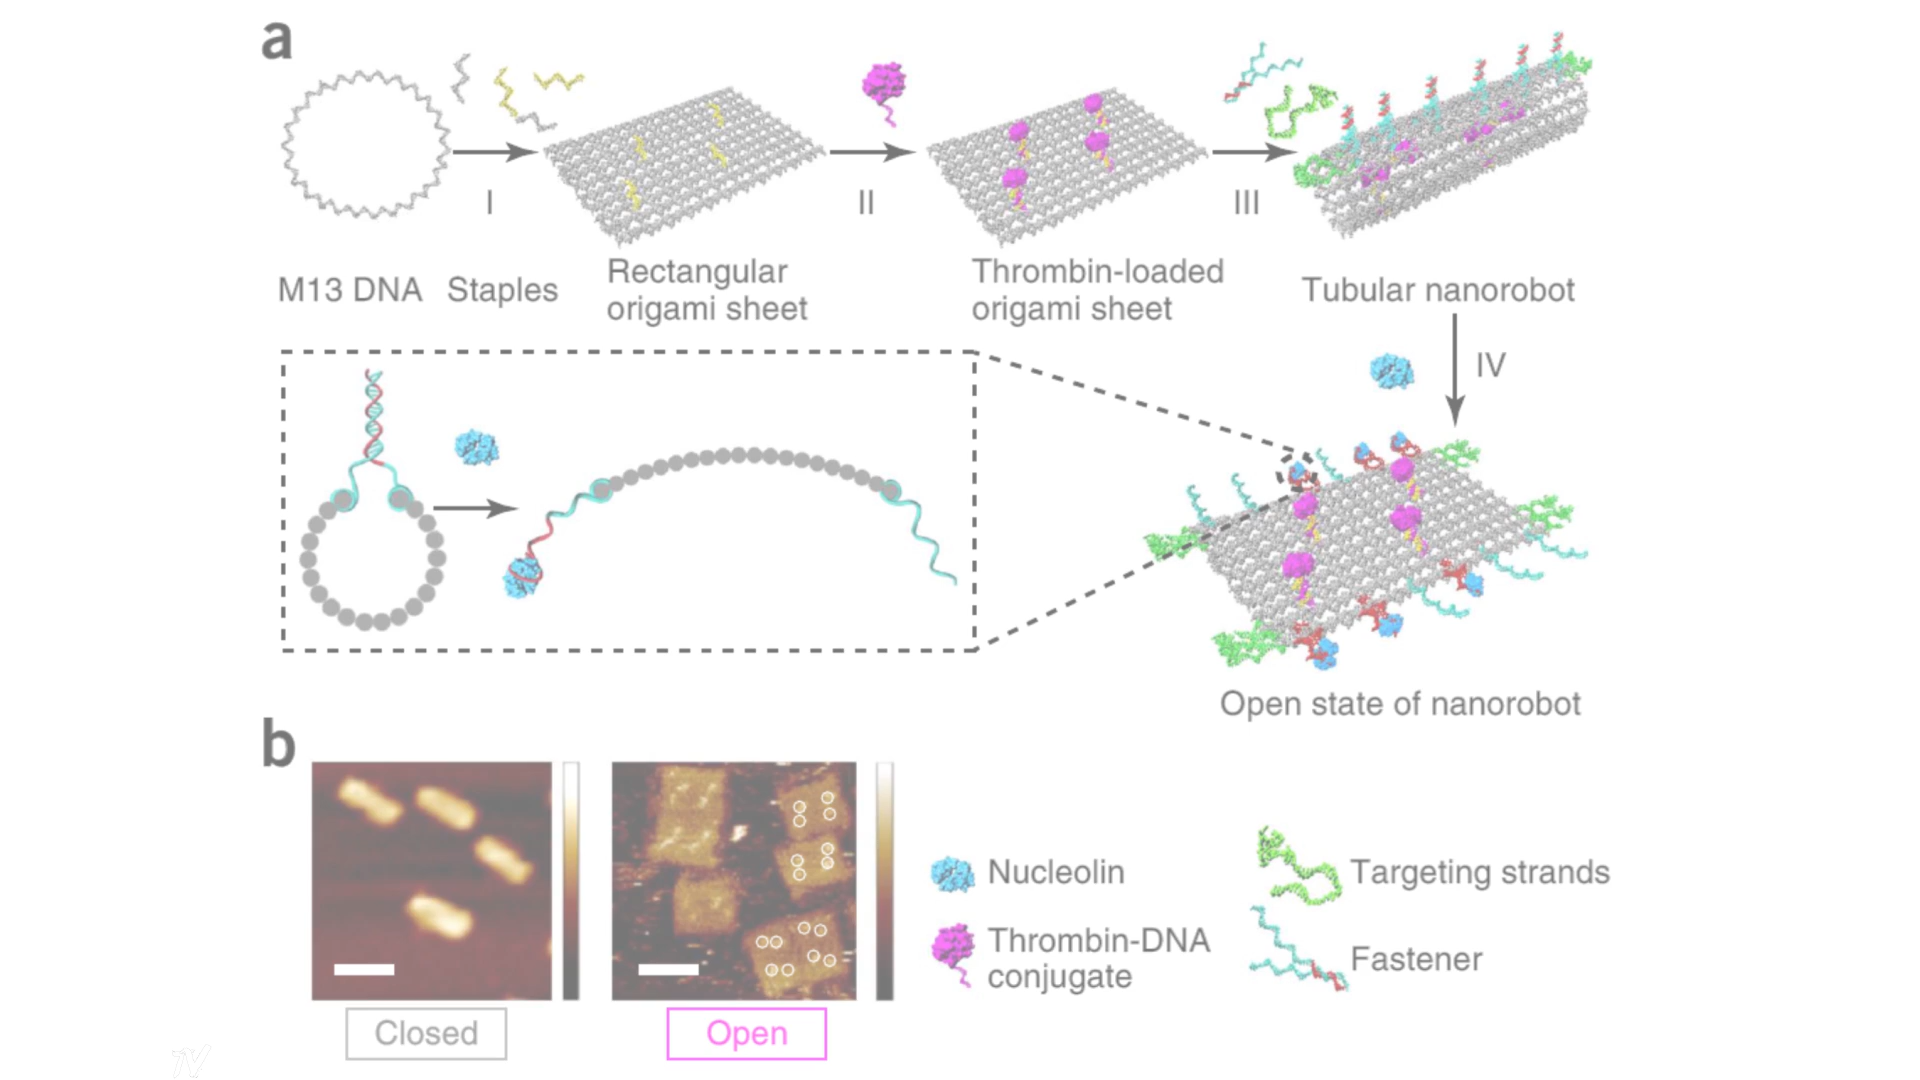 a
I
II
III
M13 DNA
Staples
Rectangular
origami sheet
Thrombin-loaded
origami sheet
Tubular nanorobot
IV
Open state of nanorobot
b
Nucleolin
Targeting strands
Thrombin-DNA
conjugate
Fastener
Closed
Open